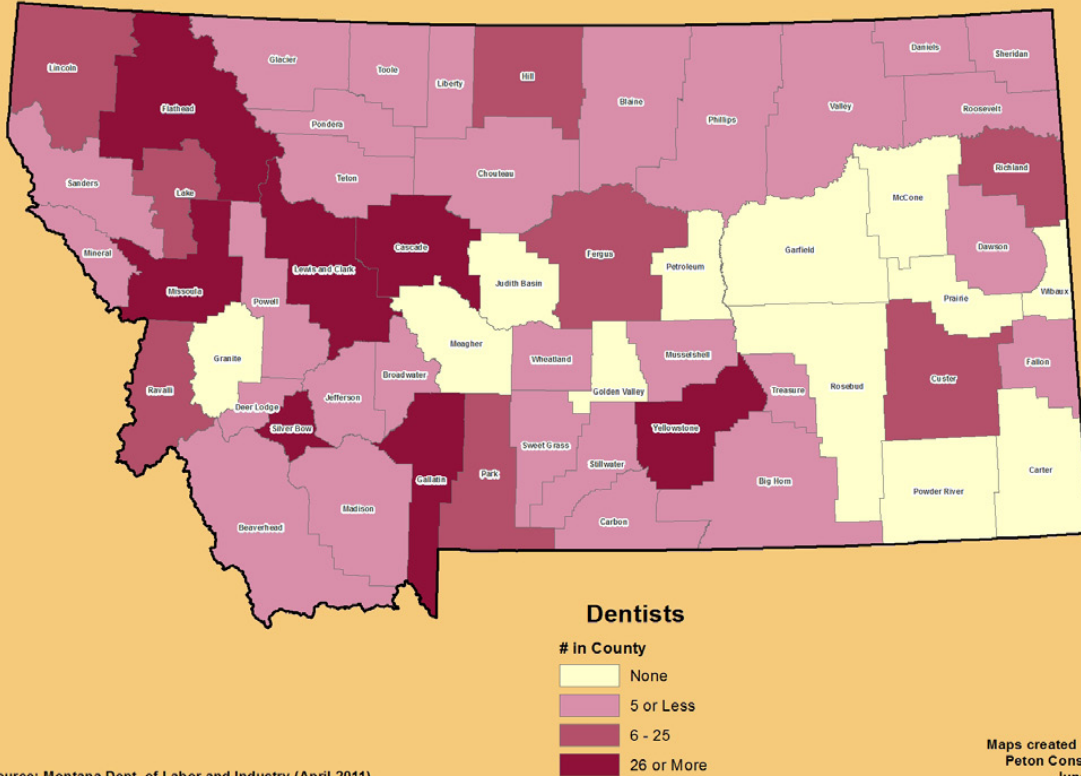 Lincoln
Flathead
Glacier
Toole
Liberty
Hill
Blaine
Phillips
Valley
Daniels
Sheridan
Roosevelt
Pondera
Teton
Chouteau
Sanders
Lake
Richland
McCone
Garfield
Dawson
Mineral
Missoula
Powell
Lewis and Clark
Cascade
Judith Basin
Fergus
Petroleum
Prairie
Wibaux
Granite
Meagher
Wheatland
Golden Valley
Musselshell
Treasure
Rosebud
Custer
Fallon
Ravalli
Deer Lodge
Silver Bow
Jefferson
Broadwater
Gallatin
Park
Sweet Grass
Stillwater
Yellowstone
Big Horn
Powder River
Carter
Beaverhead
Madison
Carbon
Dentists
# in County
None
5 or Less
6 - 25
26 or More
Maps created
Peton Cons
ource: Montana Dept. of Labor and Industry (April 2011)